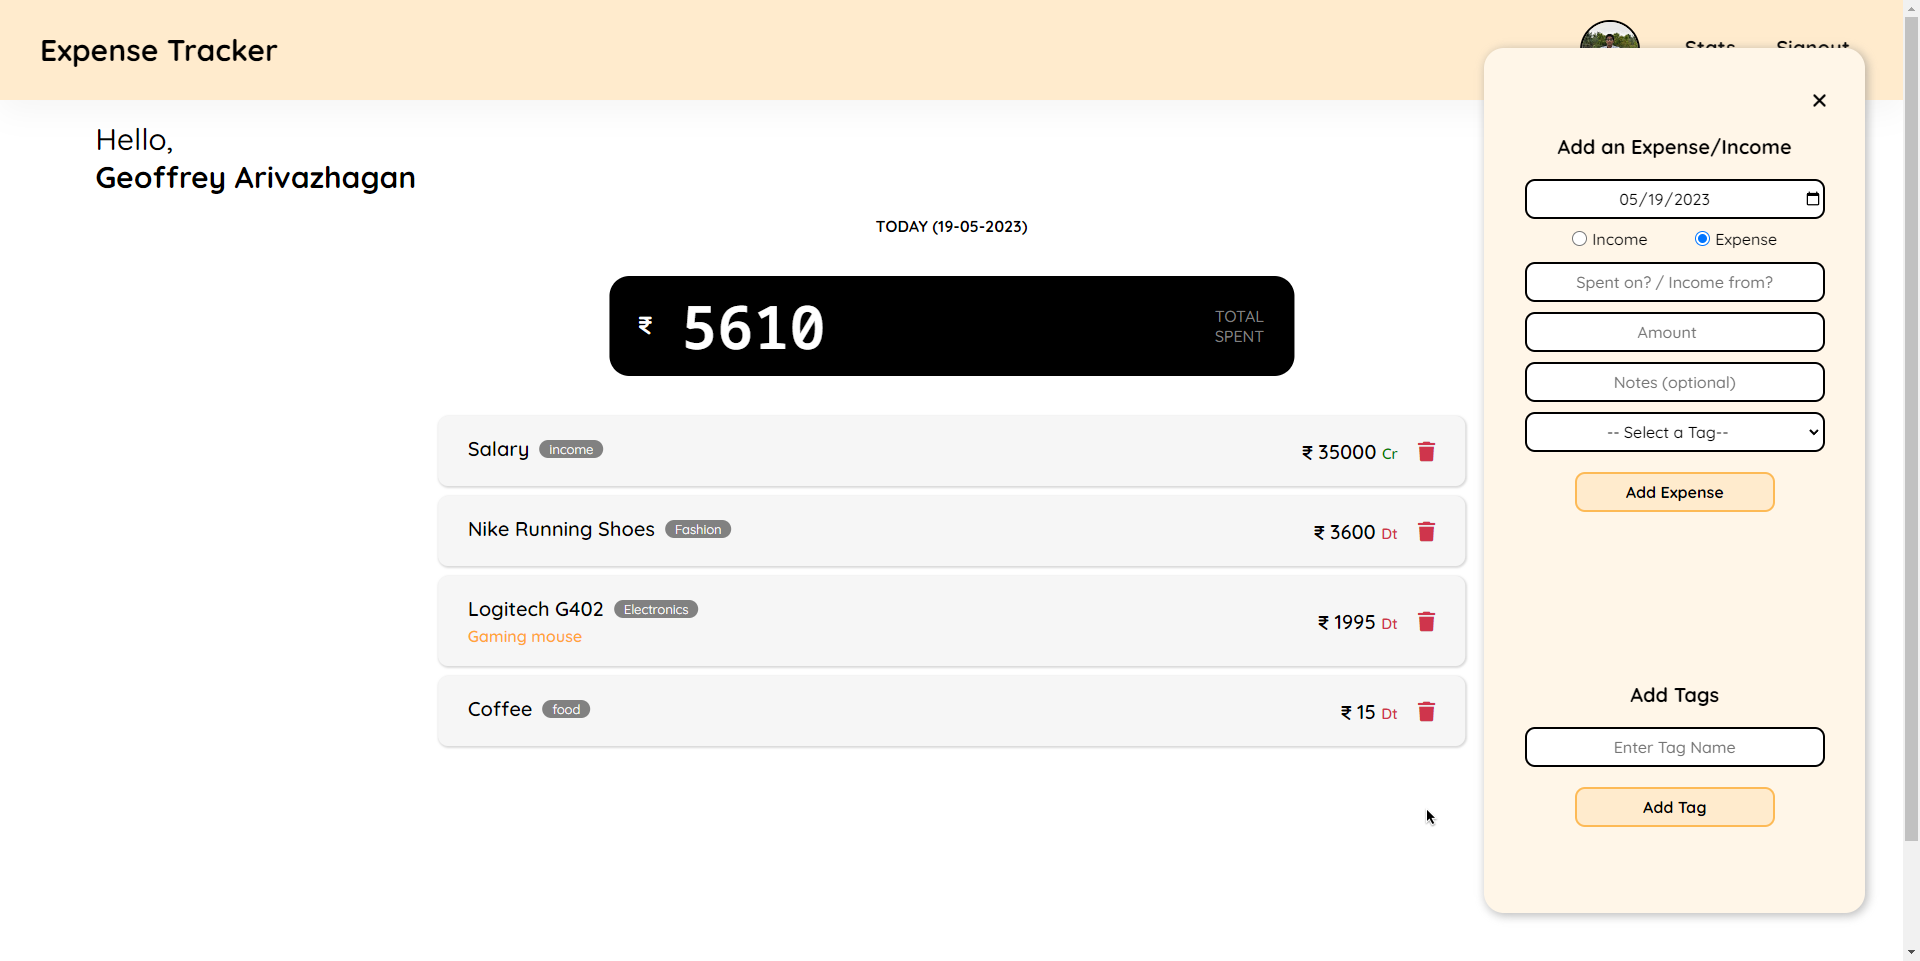 Expense Tracker
Stats Signout
Hello,
Geoffrey Arivazhagan
TODAY (19-05-2023)
₹ 5610 TOTAL
SPENT
Salary income ₹ 35000 Cr
Nike Running Shoes Fashion ₹ 3600 Dt
Logitech G402 Electronics ₹ 1995 Dt
Gaming mouse
Coffee food ₹ 15 Dt
Add an Expense/Income
05/19/2023
Income Expense
Spent on? / Income from?
Amount
Notes (optional)
-- Select a Tag--
Add Expense
Add Tags
Enter Tag Name
Add Tag